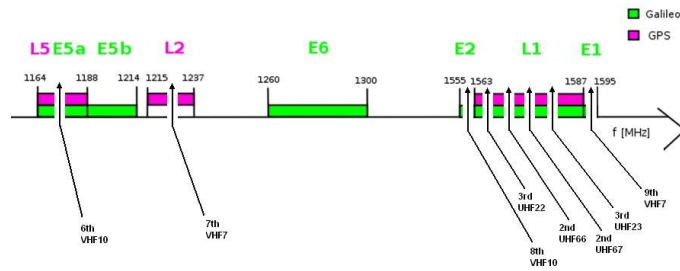 Galileo
GPS
L5 E5a E5b L2 E6 E2 L1 E1
1164 1188 1214 1215 1237 1260 1300 1555 1563 1587 1595
f [MHz]
6th
VHF10
7th
VHF7
8th
VHF10
3rd
UHF22
2nd
UHF66
2nd
UHF67
3rd
UHF23
9th
VHF7